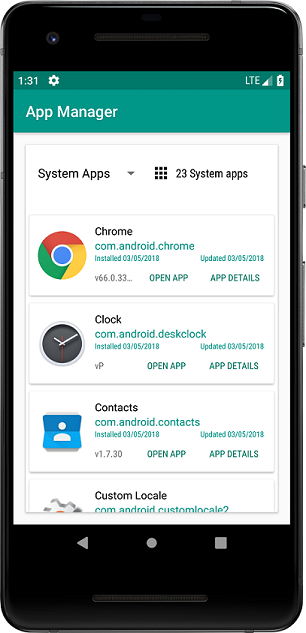 1:31 LTE
App Manager
System Apps 23 System apps
Chrome
com.android.chrome
Installed 03/05/2018 Updated 03/05/2018
v66.0.33... OPEN APP APP DETAILS
Clock
com.android.deskclock
Installed 03/05/2018 Updated 03/05/2018
vP OPEN APP APP DETAILS
Contacts
com.android.contacts
Installed 03/05/2018 Updated 03/05/2018
v1.7.30 OPEN APP APP DETAILS
Custom Locale
com.android.customlocale2